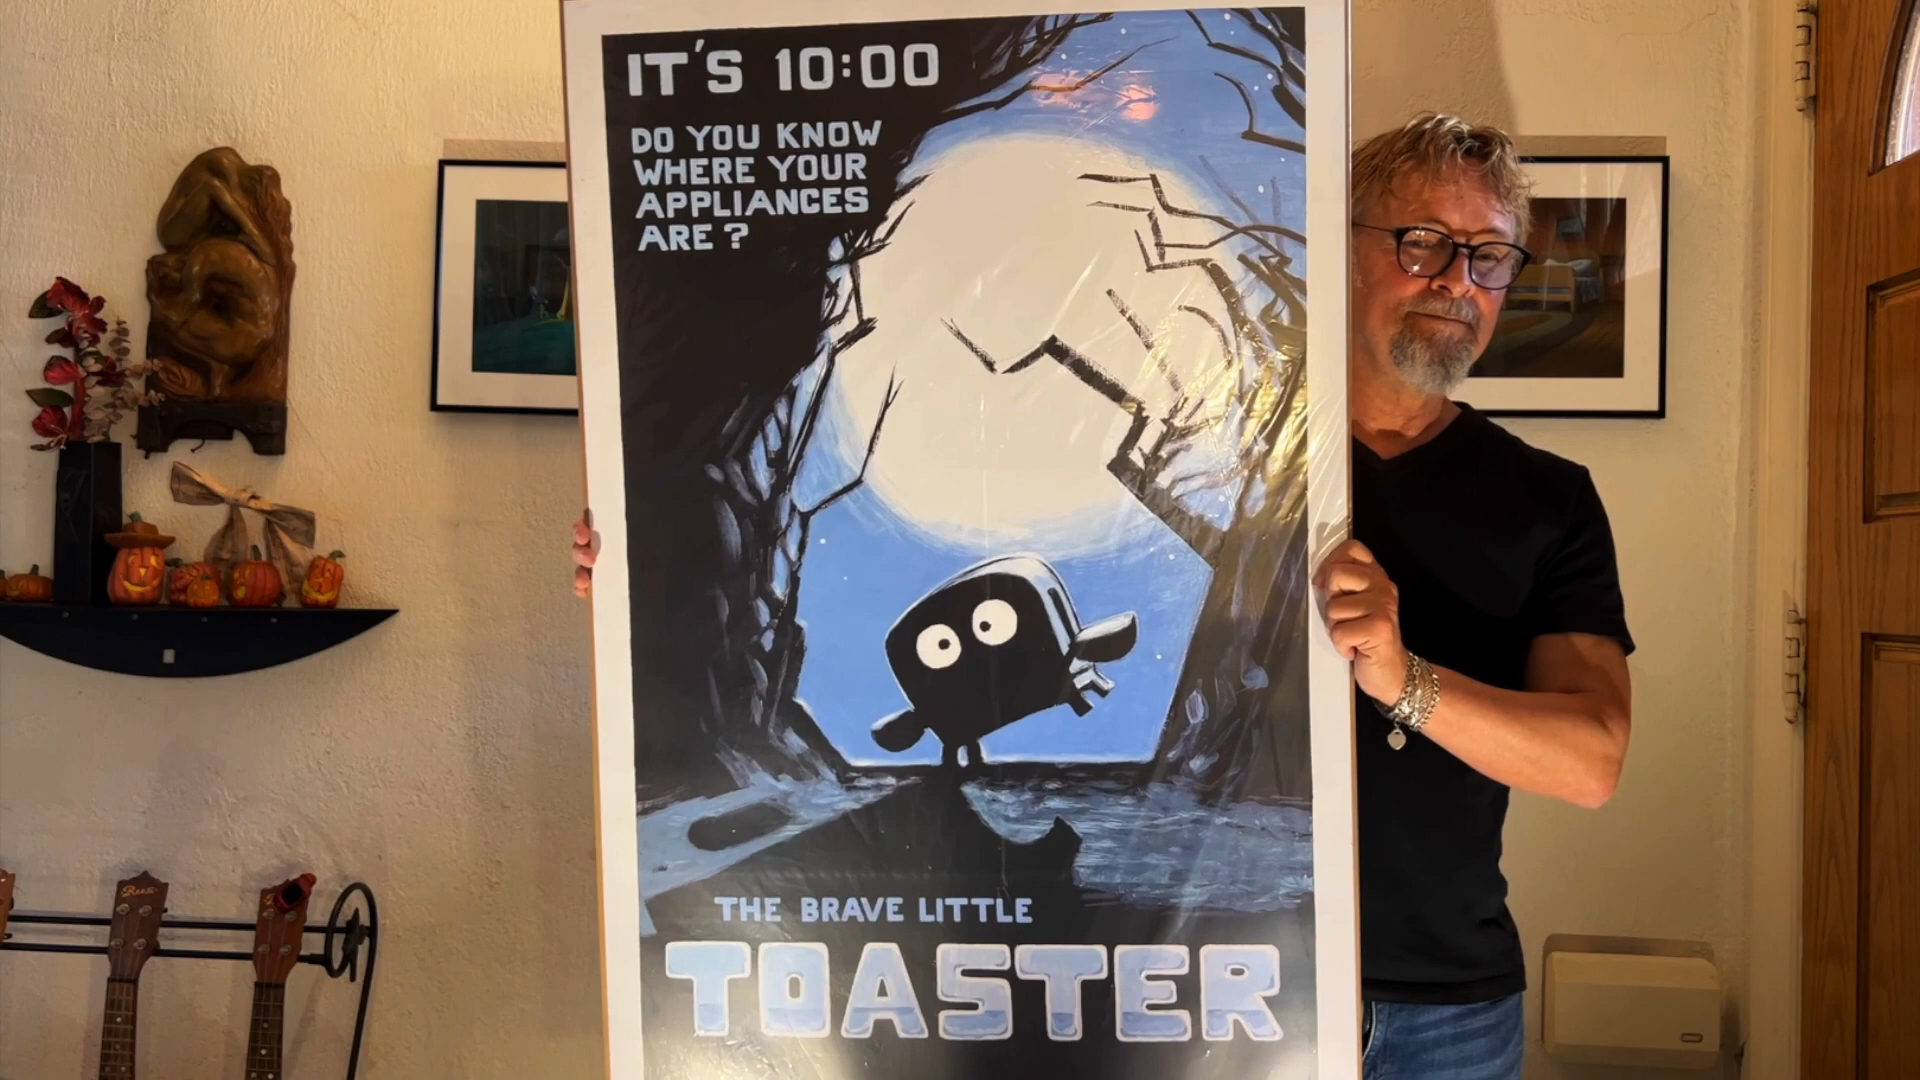 IT'S 10:00
DO YOU KNOW
WHERE YOUR
APPLIANCES
ARE?
THE BRAVE LITTLE
TOASTER